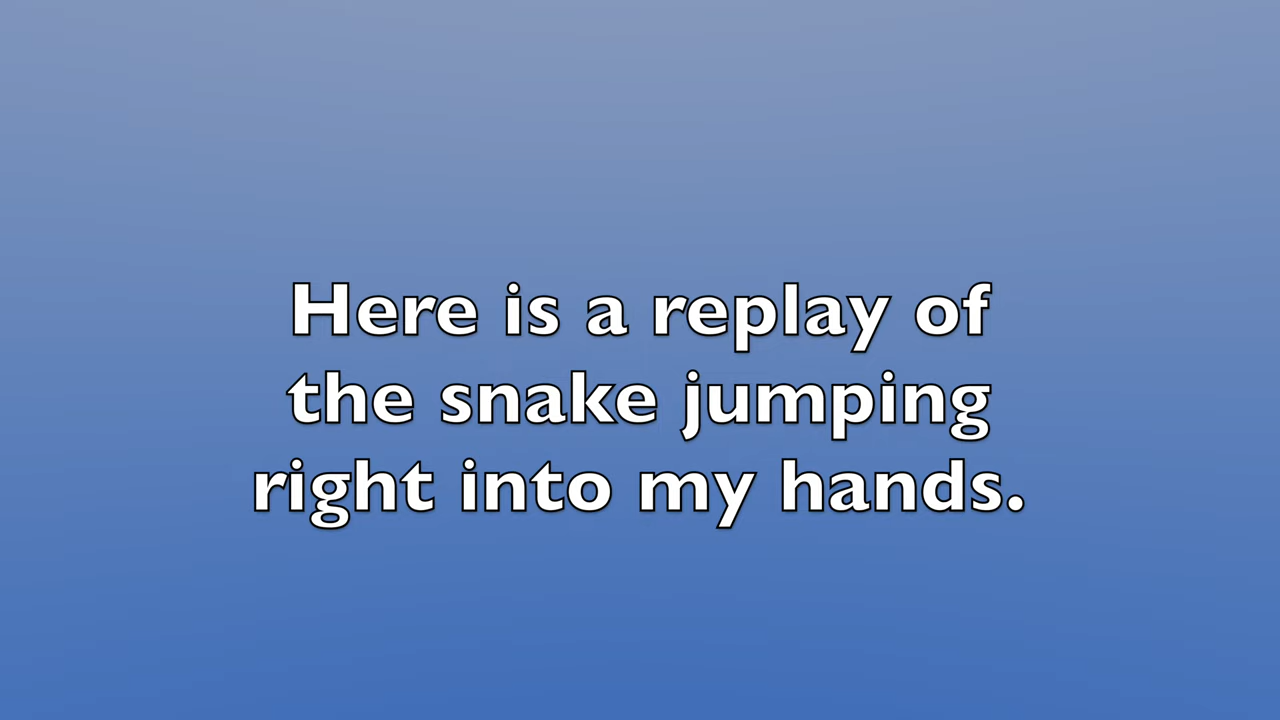 Here is a replay of
the snake jumping
right into my hands.